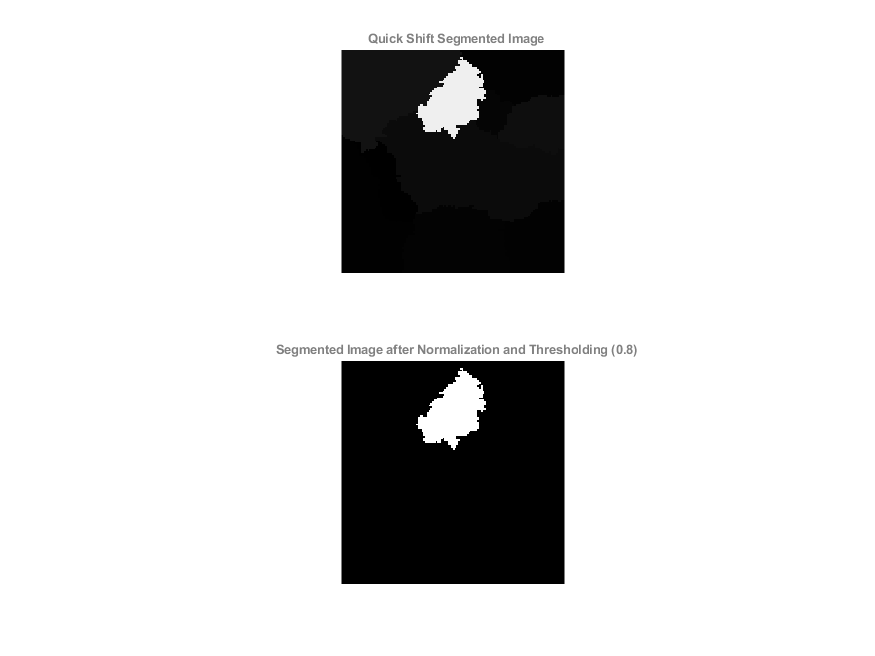 Quick Shift Segmented Image
Segmented Image after Normalization and Thresholding (0.8)